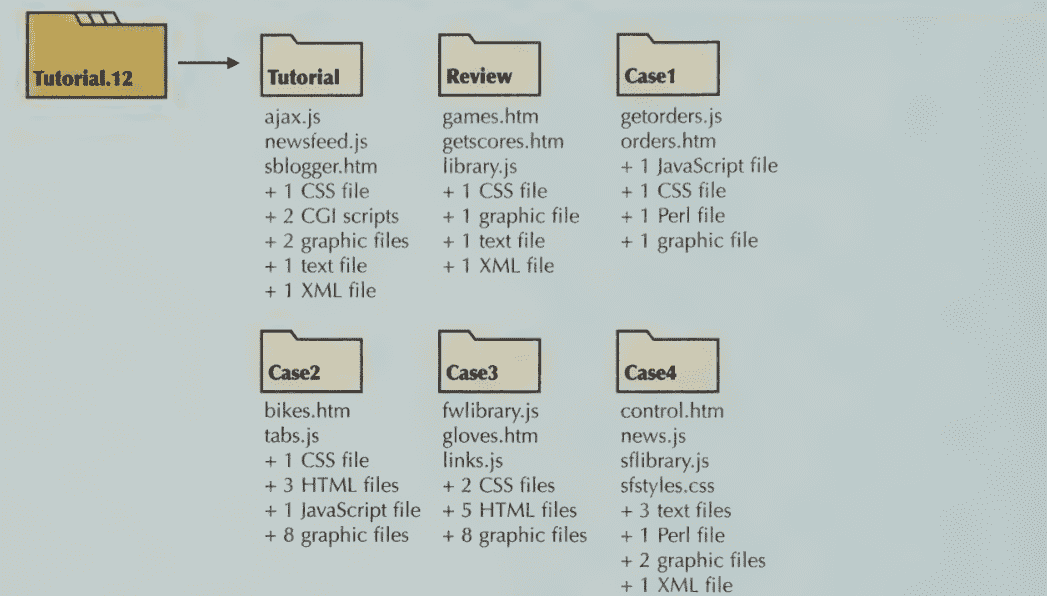 Tutorial.12
Tutorial
ajax.js
newsfeed.js
sblogger.htm
+ 1 CSS file
+ 2 CGI scripts
+ 2 graphic files
+ 1 text file
+ 1 XML file
Review
games.htm
getscores.htm
library.js
+ 1 CSS file
+ 1 graphic file
+ 1 text file
+ 1 XML file
Case1
getorders.js
orders.htm
+ 1 JavaScript file
+ 1 CSS file
+ 1 Perl file
+ 1 graphic file
Case2
bikes.htm
tabs.js
+ 1 CSS file
+ 3 HTML files
+ 1 JavaScript file
+ 8 graphic files
Case3
fwlibrary.js
gloves.htm
links.js
+ 2 CSS files
+ 5 HTML files
+ 8 graphic files
Case4
control.htm
news.js
sflibrary.js
sfstyles.css
+ 3 text files
+ 1 Perl file
+ 2 graphic files
+ 1 XML file